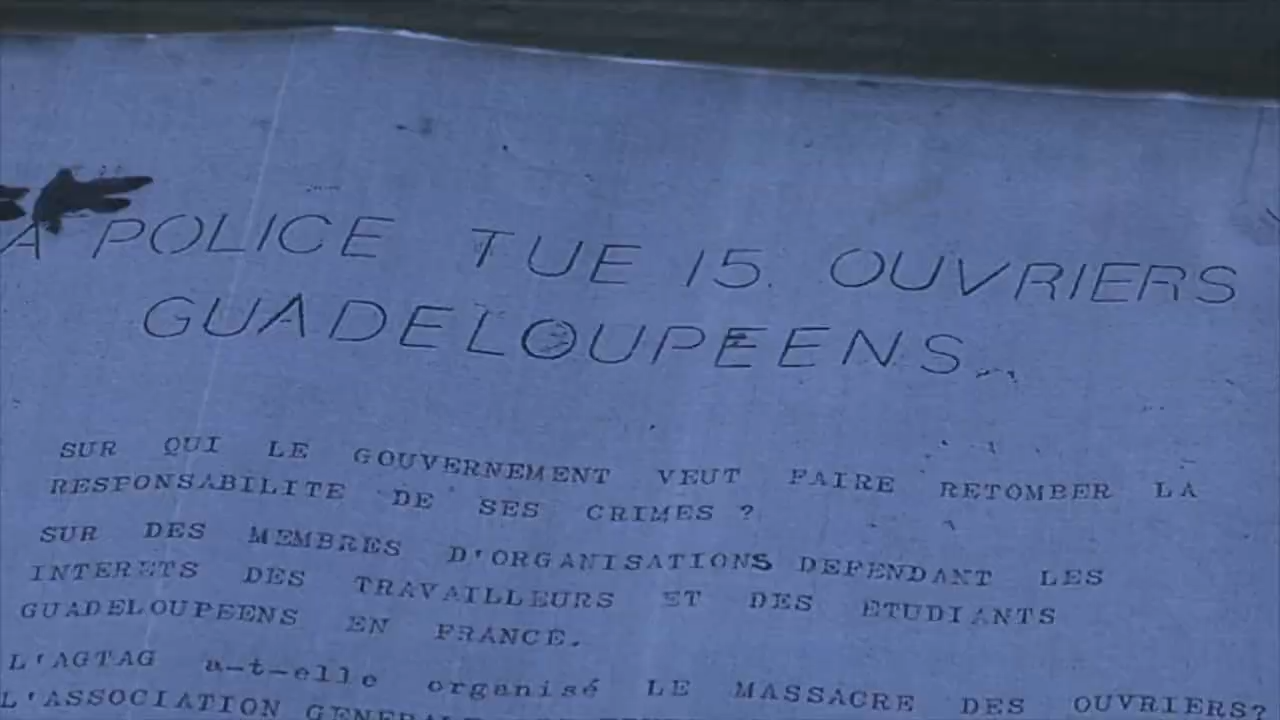 A POLICE TUE 15. OUVRIERS
GUADELOUPEENS.
SUR QUI LE GOUVERNEMENT VEUT FAIRE RETOMBER LA
RESPONSABILITE DE SES CRIMES ?
SUR DES MEMBRES D'ORGANISATIONS DEFENDANT LES
INTERETS DES TRAVAILLEURS ET DES ETUDIANTS
GUADELOUPEENS EN FRANCE.
L'AGTAG a-t-elle organisé LE MASSACRE DES OUVRIERS?
L'ASSOCIATION GENERALE